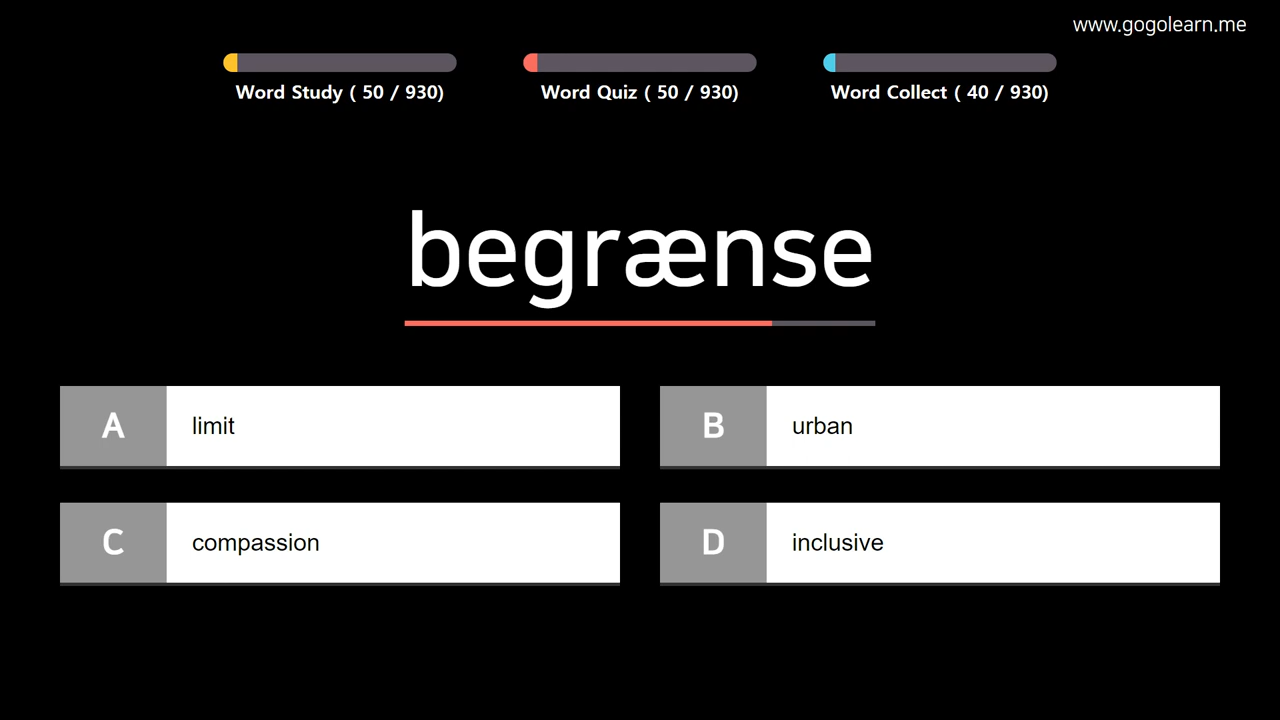 www.gogolearn.me
Word Study ( 50 / 930)
Word Quiz ( 50 / 930)
Word Collect ( 40 / 930)
begrænse
A limit
B urban
C compassion
D inclusive